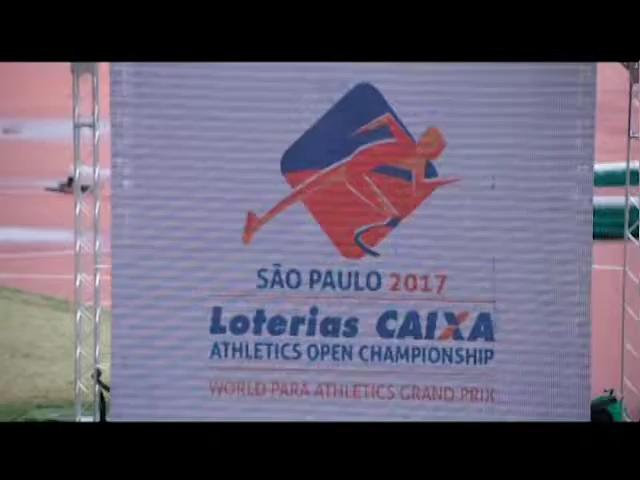 SÃO PAULO 2017
Loterias CAIXA
ATHLETICS OPEN CHAMPIONSHIP
WORLD PARA ATHLETICS GRAND PRIX